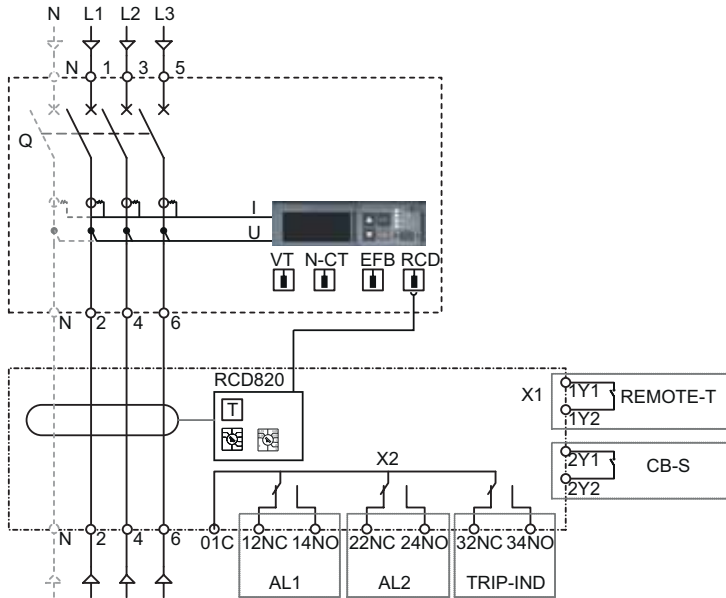 N L1 L2 L3
N 1 3 5
Q
I
U
VT N-CT EFB RCD
N 2 4 6
RCD820
T
X1
1Y1
1Y2
REMOTE-T
2Y1
2Y2
CB-S
X2
N 2 4 6
01C 12NC 14NO 22NC 24NO 32NC 34NO
AL1 AL2 TRIP-IND